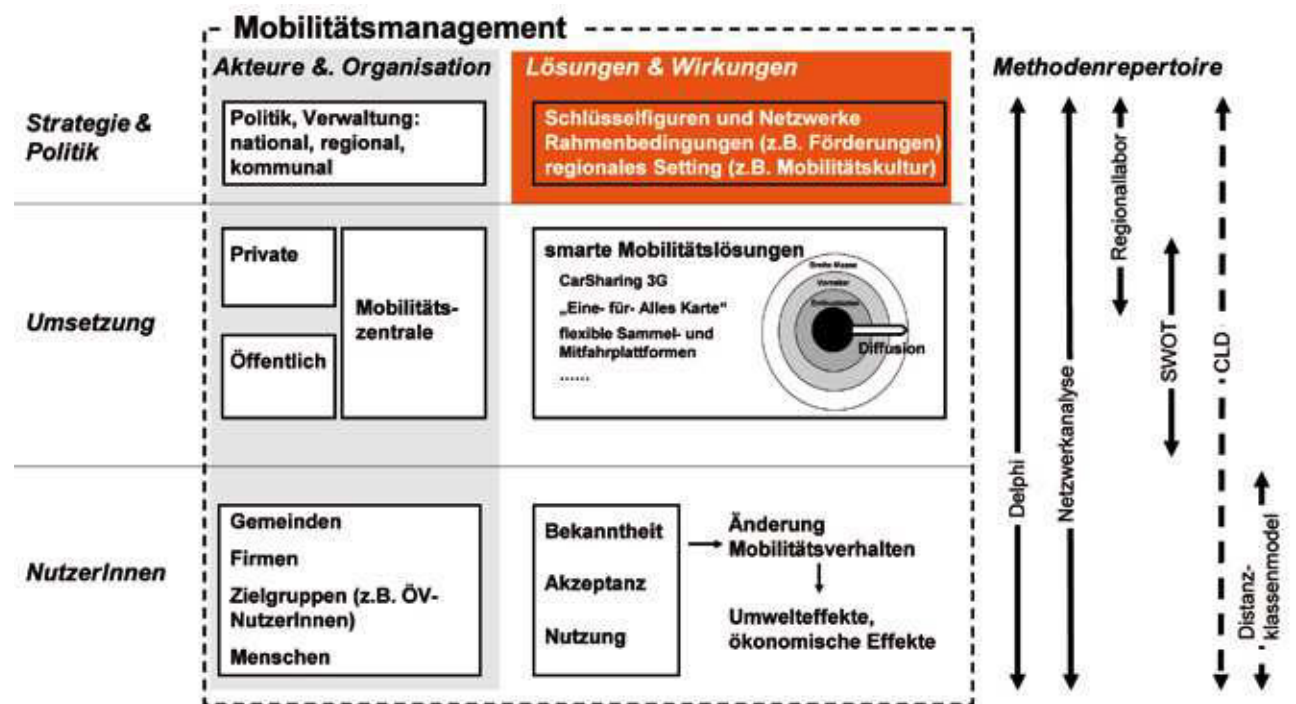 Mobilitätsmanagement
Akteure &. Organisation
Lösungen & Wirkungen
Methodenrepertoire
Strategie &
Politik
Politik, Verwaltung:
national, regional,
kommunal
Schlüsselfiguren und Netzwerke
Rahmenbedingungen (z.B. Förderungen)
regionales Setting (z.B. Mobilitätskultur)
Umsetzung
Private
Öffentlich
Mobilitäts-
zentrale
smarte Mobilitätslösungen
CarSharing 3G
„Eine- für- Alles Karte“
flexible Sammel- und
Mitfahrplattformen
......
Breite Masse
Vorreiter
Diffusion
NutzerInnen
Gemeinden
Firmen
Zielgruppen (z.B. ÖV-
NutzerInnen)
Menschen
Bekanntheit
Akzeptanz
Nutzung
Änderung
Mobilitätsverhalten
Umwelteffekte,
ökonomische Effekte
Delphi
Netzwerkanalyse
Regionallabor
SWOT
CLD
Distanz-
klassenmodel